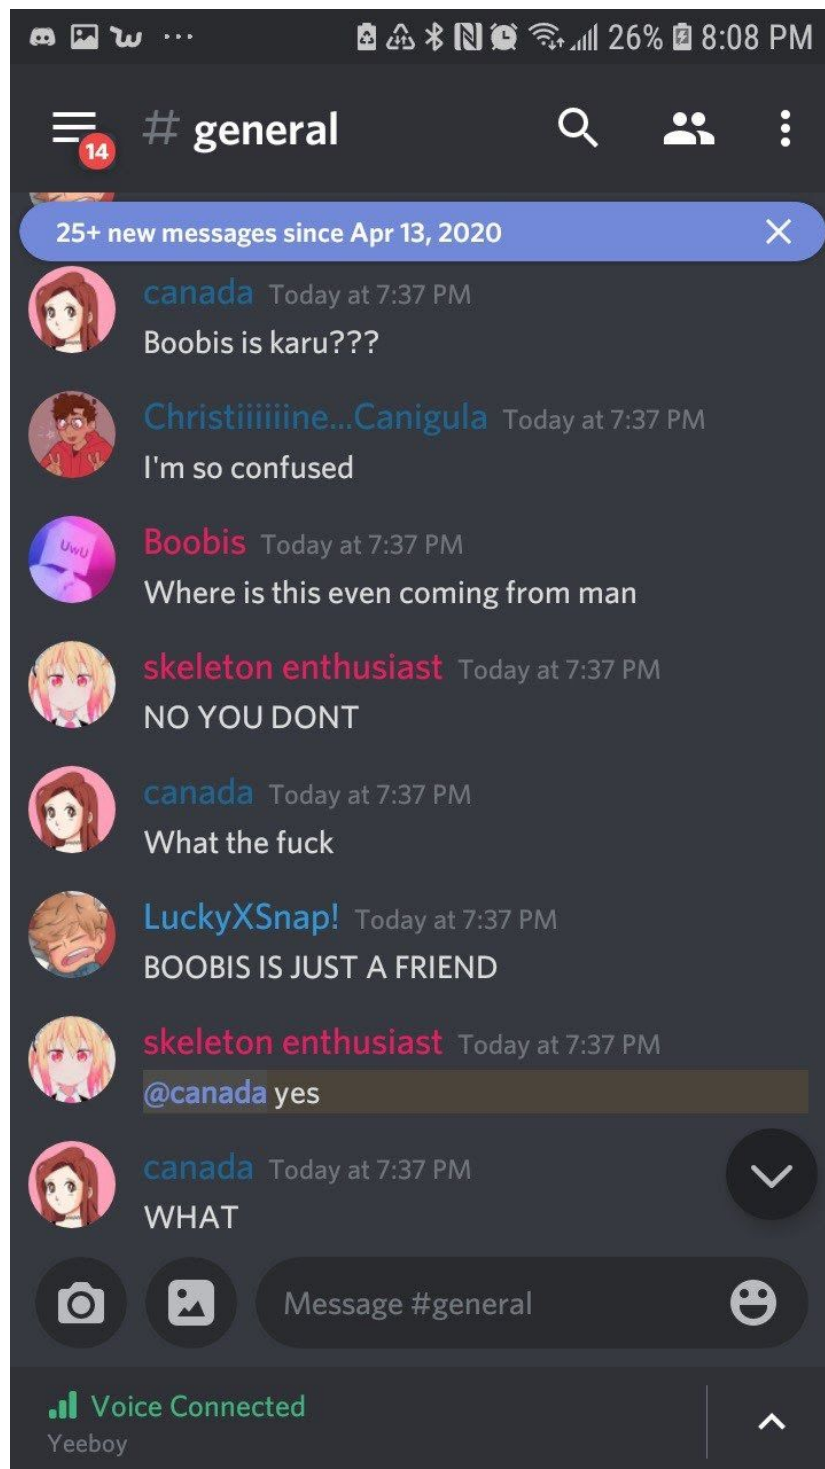 26% 8:08 PM
14
# general
25+ new messages since Apr 13, 2020
canada Today at 7:37 PM
Boobis is karu???
Christiiiiiine...Canigula Today at 7:37 PM
I'm so confused
UwU
Boobis Today at 7:37 PM
Where is this even coming from man
skeleton enthusiast Today at 7:37 PM
NO YOU DONT
canada Today at 7:37 PM
What the fuck
LuckyXSnap! Today at 7:37 PM
BOOBIS IS JUST A FRIEND
skeleton enthusiast Today at 7:37 PM
@canada yes
canada Today at 7:37 PM
WHAT
Message #general
Voice Connected
Yeeboy